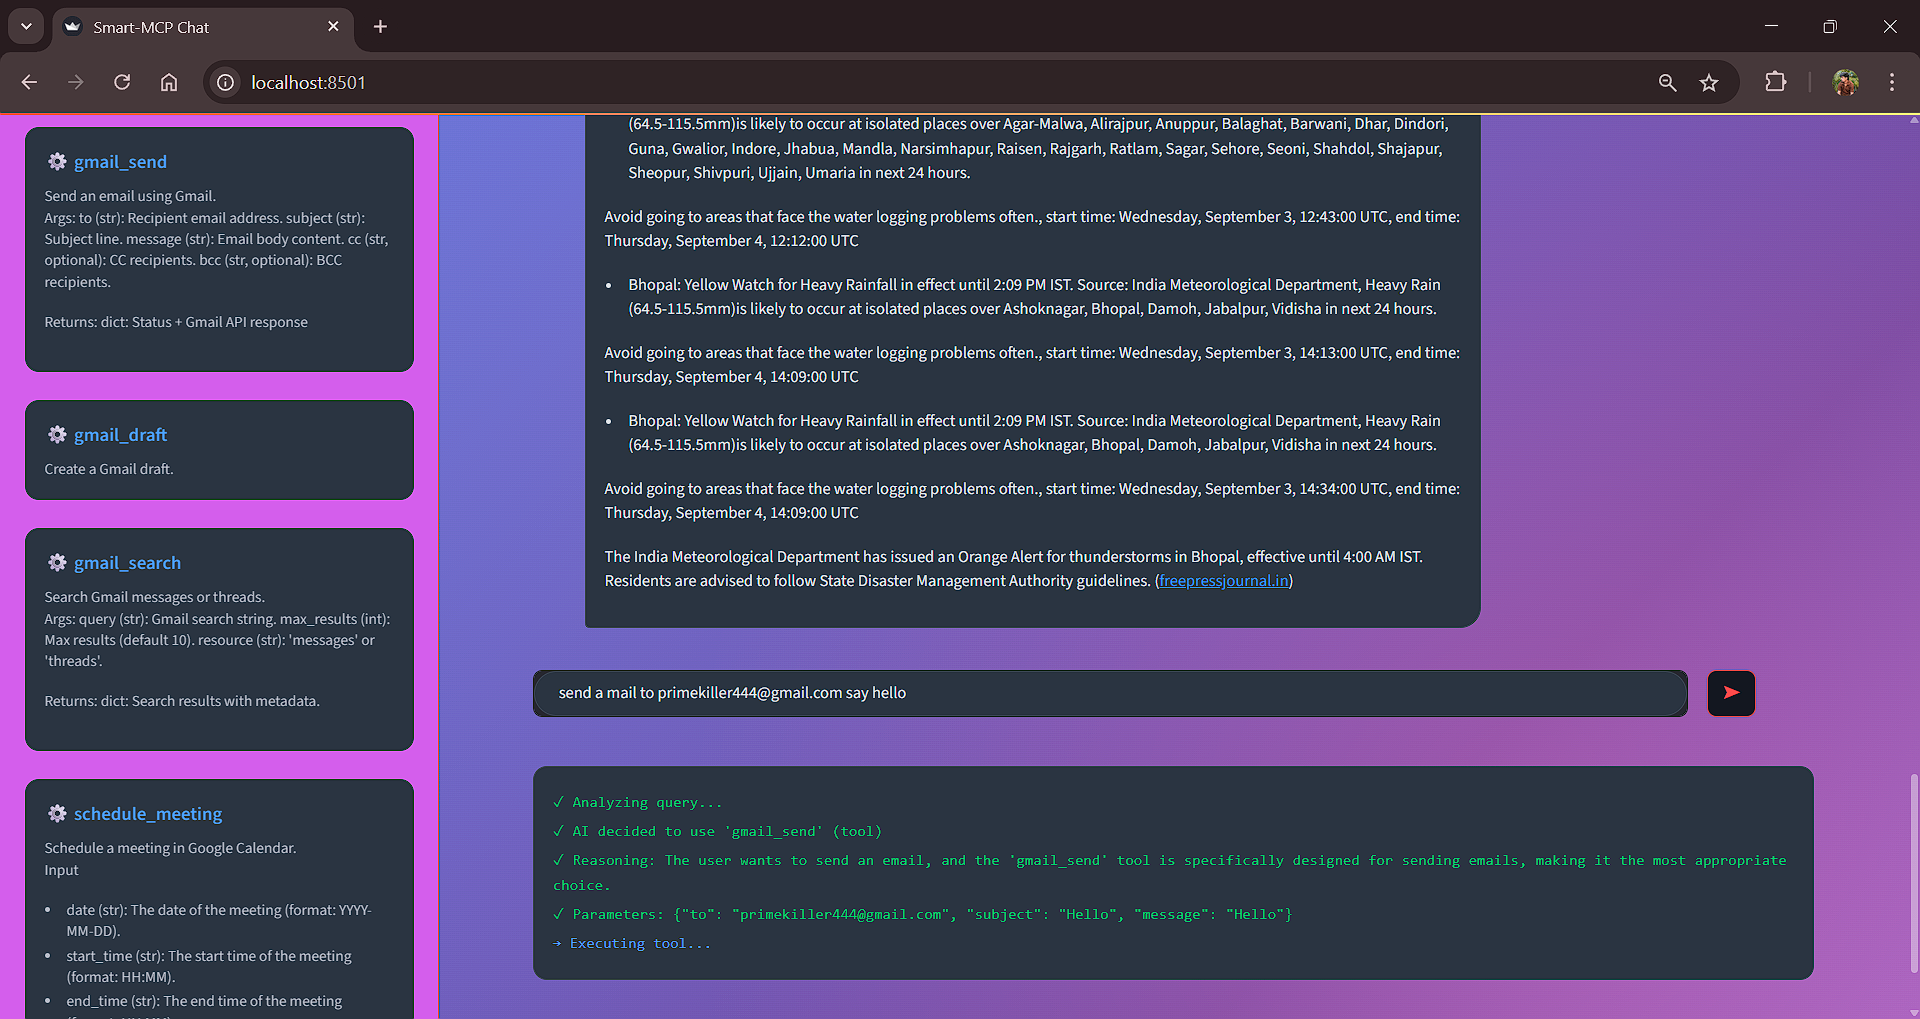 Smart-MCP Chat
localhost:8501
gmail_send
Send an email using Gmail.
Args: to (str): Recipient email address. subject (str):
Subject line. message (str): Email body content. cc (str,
optional): CC recipients. bcc (str, optional): BCC
recipients.
Returns: dict: Status + Gmail API response
gmail_draft
Create a Gmail draft.
gmail_search
Search Gmail messages or threads.
Args: query (str): Gmail search string. max_results (int):
Max results (default 10). resource (str): 'messages' or
'threads'.
Returns: dict: Search results with metadata.
schedule_meeting
Schedule a meeting in Google Calendar.
Input
• date (str): The date of the meeting (format: YYYY-
MM-DD).
• start_time (str): The start time of the meeting
(format: HH:MM).
• end_time (str): The end time of the meeting
(64.5-115.5mm)is likely to occur at isolated places over Agar-Malwa, Alirajpur, Anuppur, Balaghat, Barwani, Dhar, Dindori,
Guna, Gwalior, Indore, Jhabua, Mandla, Narsimhapur, Raisen, Rajgarh, Ratlam, Sagar, Sehore, Seoni, Shahdol, Shajapur,
Sheopur, Shivpuri, Ujjain, Umaria in next 24 hours.
Avoid going to areas that face the water logging problems often., start time: Wednesday, September 3, 12:43:00 UTC, end time:
Thursday, September 4, 12:12:00 UTC
• Bhopal: Yellow Watch for Heavy Rainfall in effect until 2:09 PM IST. Source: India Meteorological Department, Heavy Rain
(64.5-115.5mm)is likely to occur at isolated places over Ashoknagar, Bhopal, Damoh, Jabalpur, Vidisha in next 24 hours.
Avoid going to areas that face the water logging problems often., start time: Wednesday, September 3, 14:13:00 UTC, end time:
Thursday, September 4, 14:09:00 UTC
• Bhopal: Yellow Watch for Heavy Rainfall in effect until 2:09 PM IST. Source: India Meteorological Department, Heavy Rain
(64.5-115.5mm)is likely to occur at isolated places over Ashoknagar, Bhopal, Damoh, Jabalpur, Vidisha in next 24 hours.
Avoid going to areas that face the water logging problems often., start time: Wednesday, September 3, 14:34:00 UTC, end time:
Thursday, September 4, 14:09:00 UTC
The India Meteorological Department has issued an Orange Alert for thunderstorms in Bhopal, effective until 4:00 AM IST.
Residents are advised to follow State Disaster Management Authority guidelines. (freepressjournal.in)
send a mail to primekiller444@gmail.com say hello
✓ Analyzing query...
✓ AI decided to use 'gmail_send' (tool)
✓ Reasoning: The user wants to send an email, and the 'gmail_send' tool is specifically designed for sending emails, making it the most appropriate
choice.
✓ Parameters: {"to": "primekiller444@gmail.com", "subject": "Hello", "message": "Hello"}
→ Executing tool...